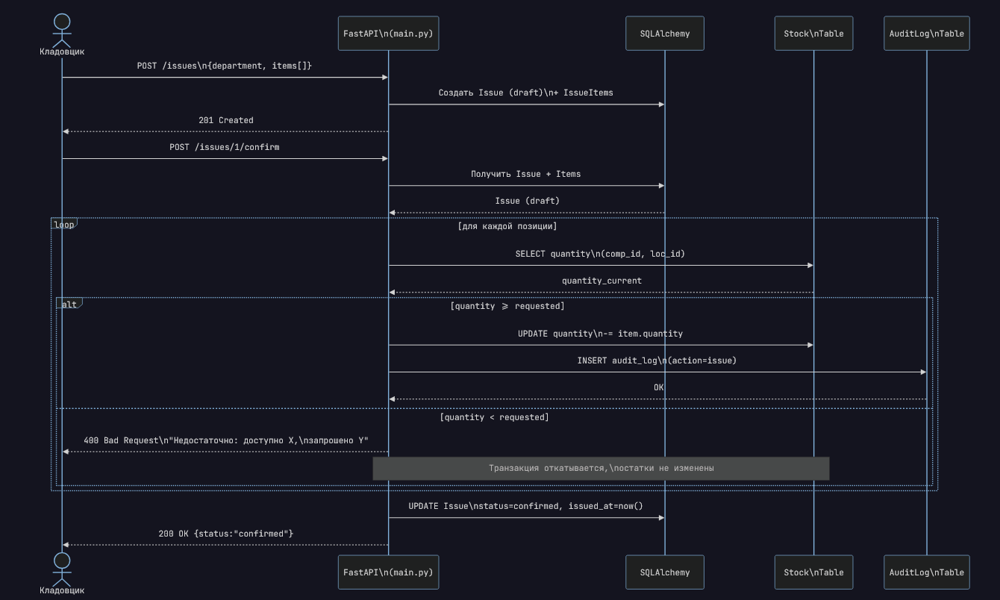 Кладовщик
FastAPI\n(main.py)
SQLAlchemy
Stock\nTable
AuditLog\nTable
POST /issues\n{department, items[]}
Создать Issue (draft)\n+ IssueItems
201 Created
POST /issues/1/confirm
Получить Issue + Items
Issue (draft)
loop
[для каждой позиции]
SELECT quantity\n(comp_id, loc_id)
quantity_current
alt
[quantity ⩾ requested]
UPDATE quantity\n-= item.quantity
INSERT audit_log\n(action=issue)
OK
[quantity < requested]
400 Bad Request\n"Недостаточно: доступно X,\nзапрошено Y"
Транзакция откатывается,\nостатки не изменены
UPDATE Issue\nstatus=confirmed, issued_at=now()
200 OK {status:"confirmed"}
Кладовщик
FastAPI\n(main.py)
SQLAlchemy
Stock\nTable
AuditLog\nTable